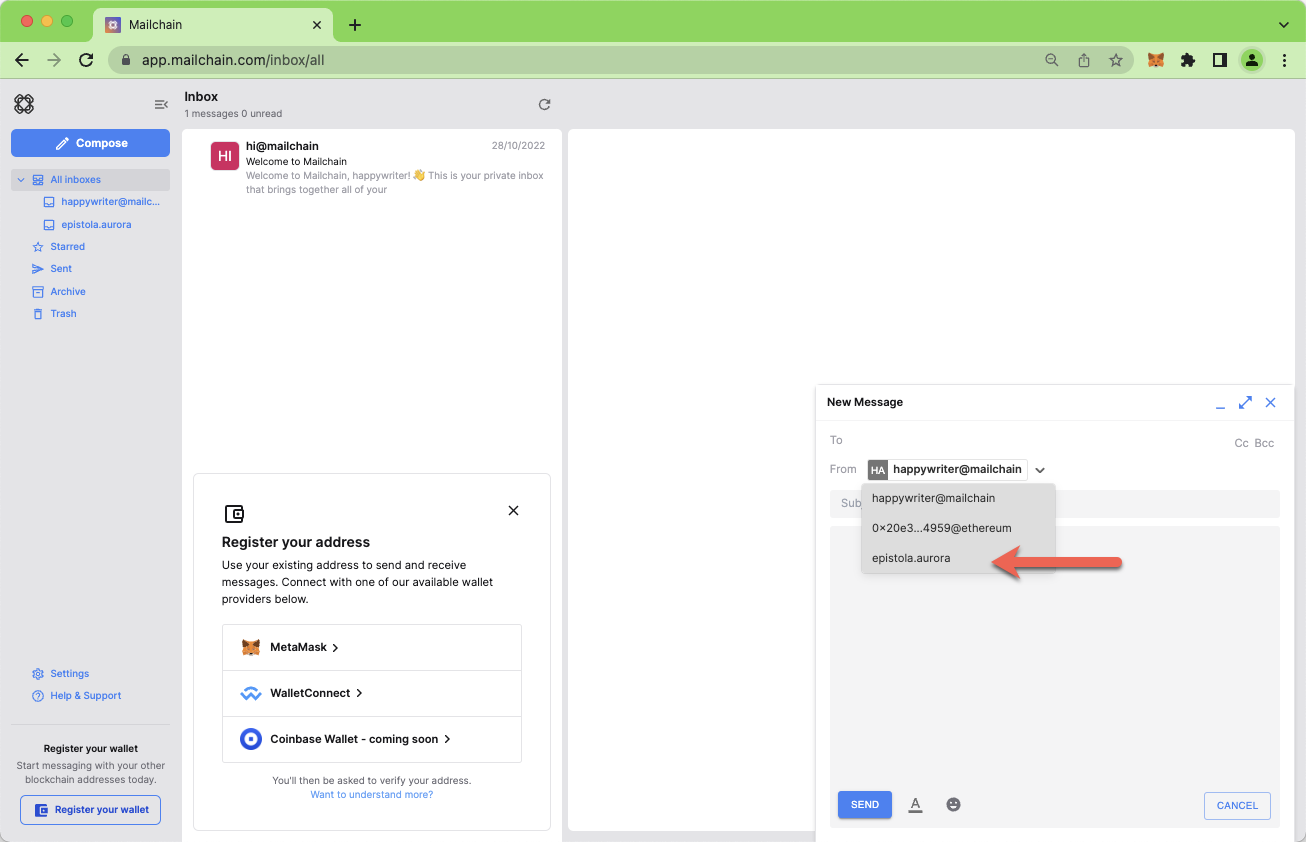 Mailchain
app.mailchain.com/inbox/all
Inbox
1 messages 0 unread
Compose
All inboxes
happywriter@mailc...
epistola.aurora
Starred
Sent
Archive
Trash
Settings
Help & Support
Register your wallet
Start messaging with your other
blockchain addresses today.
Register your wallet
HI
hi@mailchain
28/10/2022
Welcome to Mailchain
Welcome to Mailchain, happywriter! 👋 This is your private inbox
that brings together all of your
Register your address
Use your existing address to send and receive
messages. Connect with one of our available wallet
providers below.
MetaMask
WalletConnect
Coinbase Wallet - coming soon
You'll then be asked to verify your address.
Want to understand more?
New Message
To
Cc Bcc
From HA happywriter@mailchain
Sub
happywriter@mailchain
0×20e3...4959@ethereum
epistola.aurora
SEND
A
CANCEL